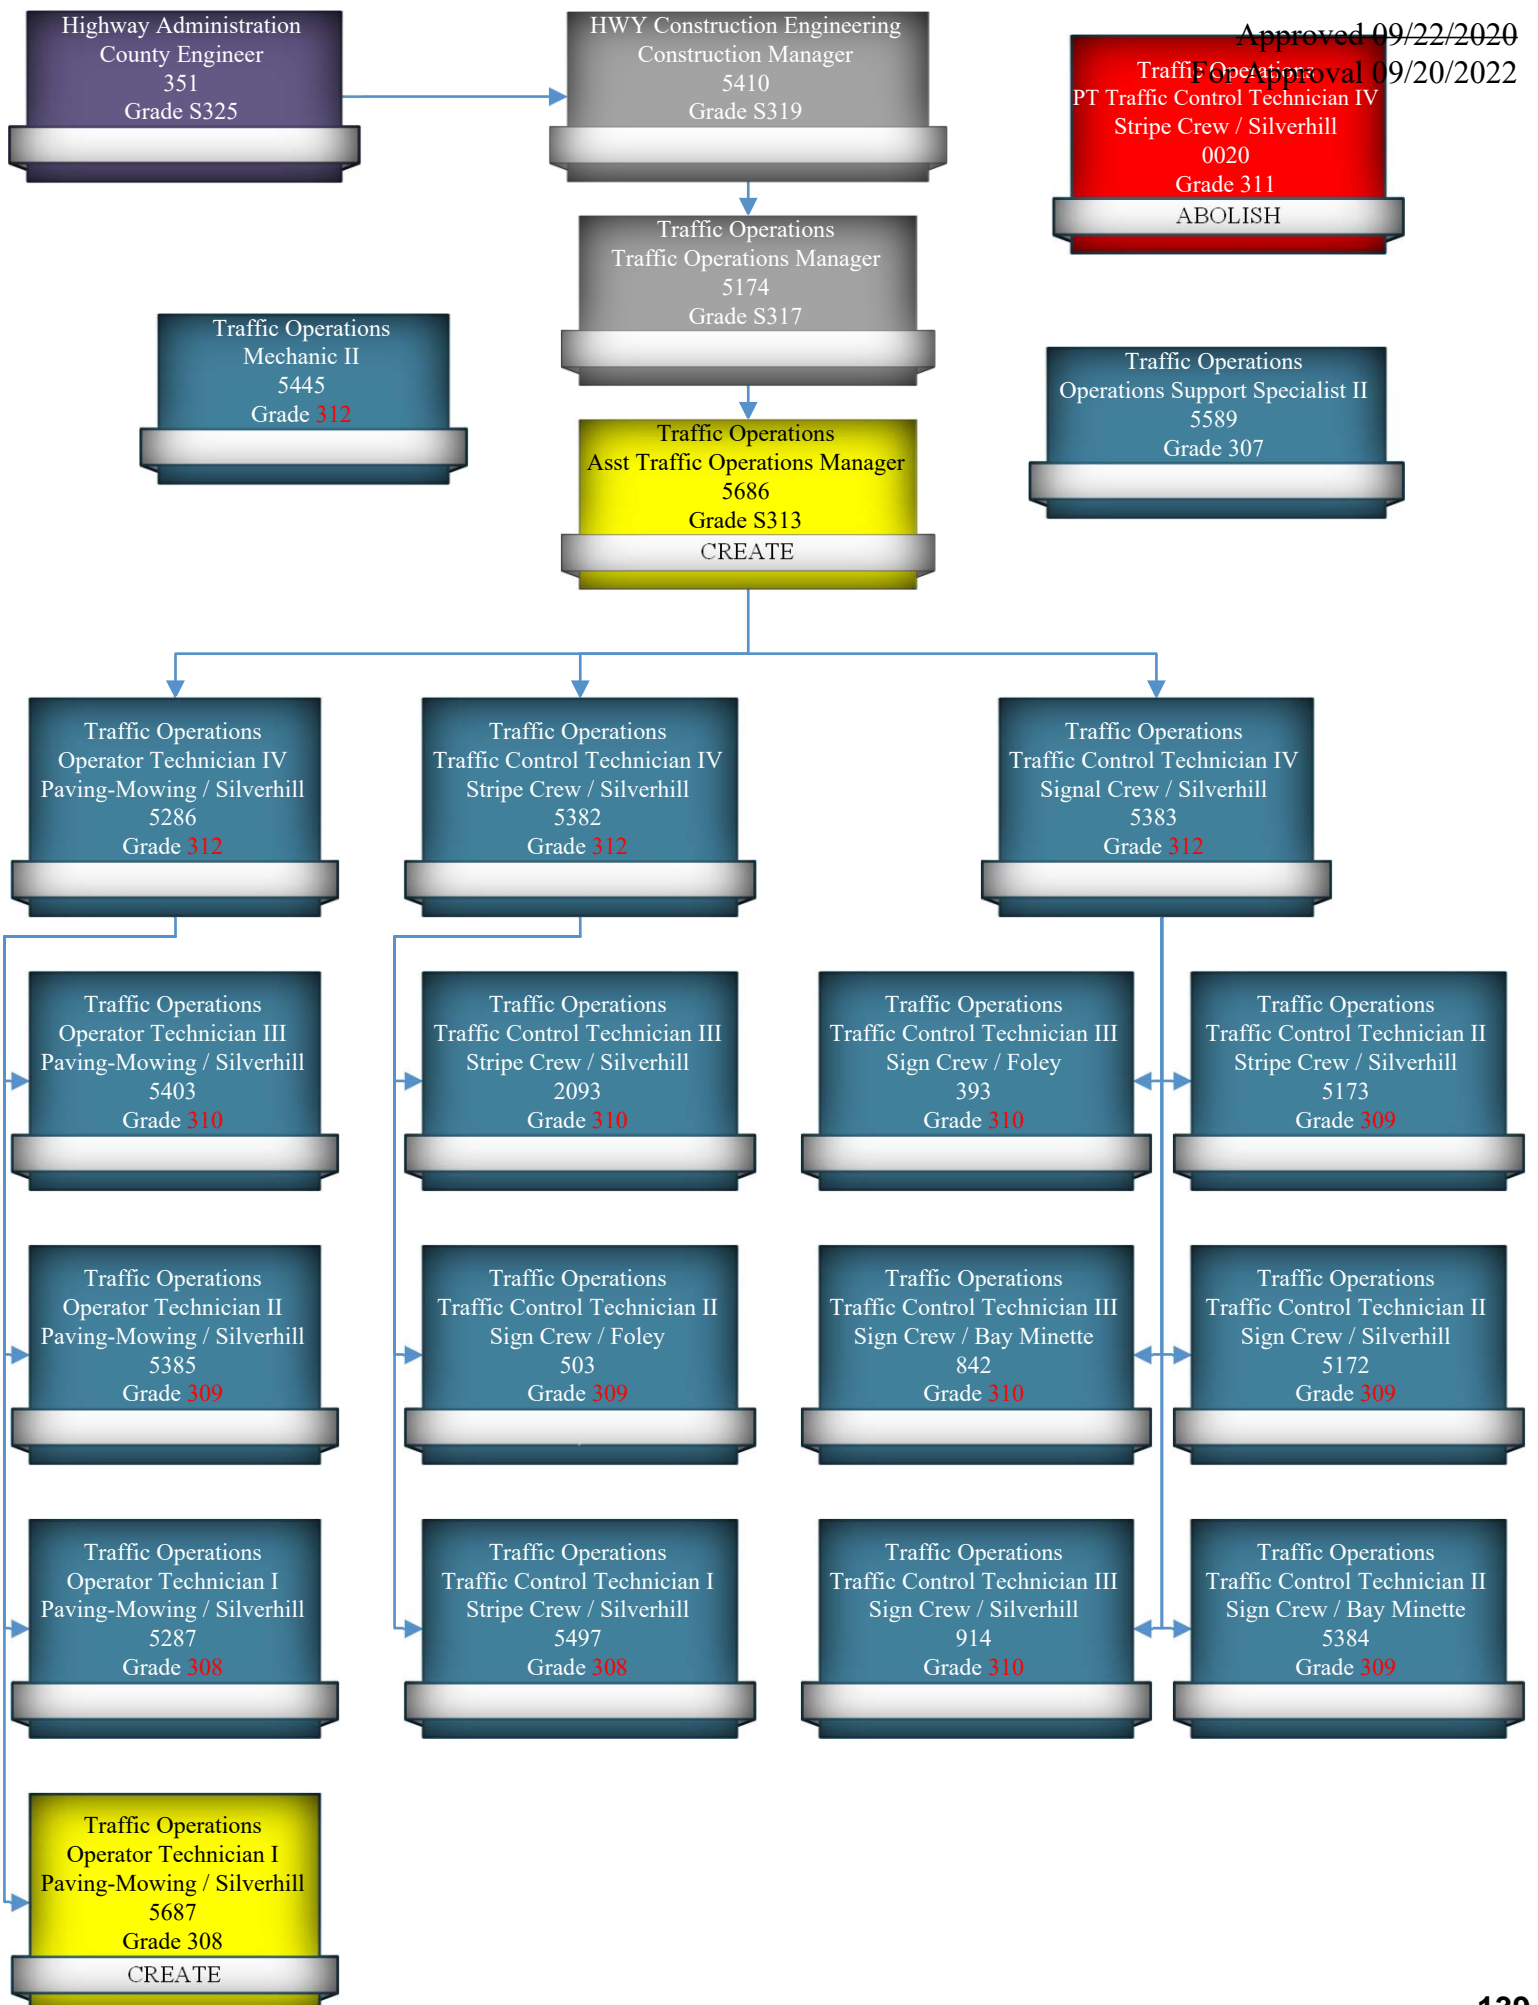 Highway Administration
County Engineer
351
Grade S325
HWY Construction Engineering
Construction Manager
5410
Grade S319
Approved 09/22/2020
For Approval 09/20/2022
Traffic Operations
PT Traffic Control Technician IV
Stripe Crew / Silverhill
0020
Grade 311
ABOLISH
Traffic Operations
Traffic Operations Manager
5174
Grade S317
Traffic Operations
Mechanic II
5445
Grade 312
Traffic Operations
Operations Support Specialist II
5589
Grade 307
Traffic Operations
Asst Traffic Operations Manager
5686
Grade S313
CREATE
Traffic Operations
Operator Technician IV
Paving-Mowing / Silverhill
5286
Grade 312
Traffic Operations
Traffic Control Technician IV
Stripe Crew / Silverhill
5382
Grade 312
Traffic Operations
Traffic Control Technician IV
Signal Crew / Silverhill
5383
Grade 312
Traffic Operations
Operator Technician III
Paving-Mowing / Silverhill
5403
Grade 310
Traffic Operations
Traffic Control Technician III
Stripe Crew / Silverhill
2093
Grade 310
Traffic Operations
Traffic Control Technician III
Sign Crew / Foley
393
Grade 310
Traffic Operations
Traffic Control Technician II
Stripe Crew / Silverhill
5173
Grade 309
Traffic Operations
Operator Technician II
Paving-Mowing / Silverhill
5385
Grade 309
Traffic Operations
Traffic Control Technician II
Sign Crew / Foley
503
Grade 309
Traffic Operations
Traffic Control Technician III
Sign Crew / Bay Minette
842
Grade 310
Traffic Operations
Traffic Control Technician II
Sign Crew / Silverhill
5172
Grade 309
Traffic Operations
Operator Technician I
Paving-Mowing / Silverhill
5287
Grade 308
Traffic Operations
Traffic Control Technician I
Stripe Crew / Silverhill
5497
Grade 308
Traffic Operations
Traffic Control Technician III
Sign Crew / Silverhill
914
Grade 310
Traffic Operations
Traffic Control Technician II
Sign Crew / Bay Minette
5384
Grade 309
Traffic Operations
Operator Technician I
Paving-Mowing / Silverhill
5687
Grade 308
CREATE